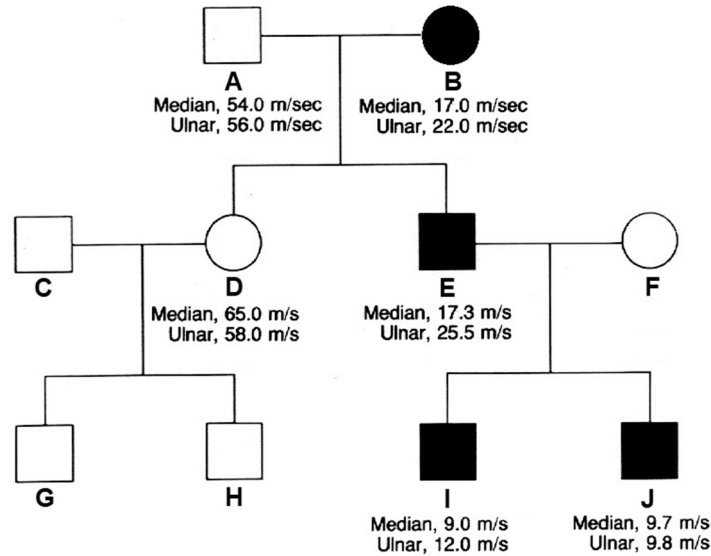 A
Median, 54.0 m/sec
Ulnar, 56.0 m/sec
B
Median, 17.0 m/sec
Ulnar, 22.0 m/sec
C
D
Median, 65.0 m/s
Ulnar, 58.0 m/s
E
Median, 17.3 m/s
Ulnar, 25.5 m/s
F
G
H
I
Median, 9.0 m/s
Ulnar, 12.0 m/s
J
Median, 9.7 m/s
Ulnar, 9.8 m/s